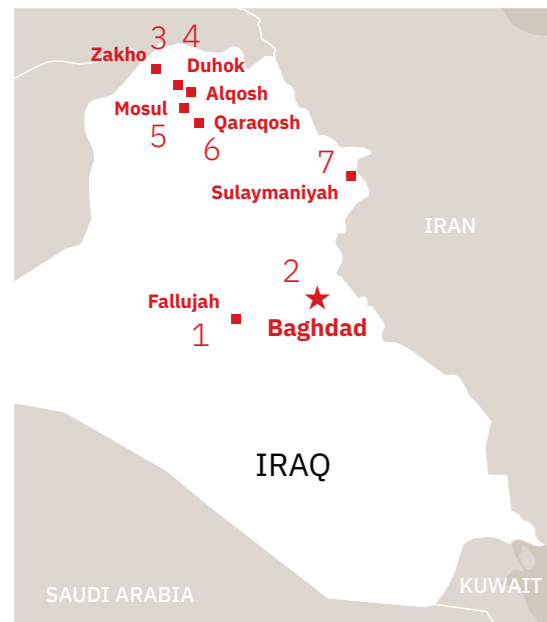 3 4
Zakho
Duhok
Alqosh
Mosul
Qaraqosh
5
6
7
Sulaymaniyah
IRAN
2
Fallujah
1
Baghdad
IRAQ
SAUDI ARABIA
KUWAIT